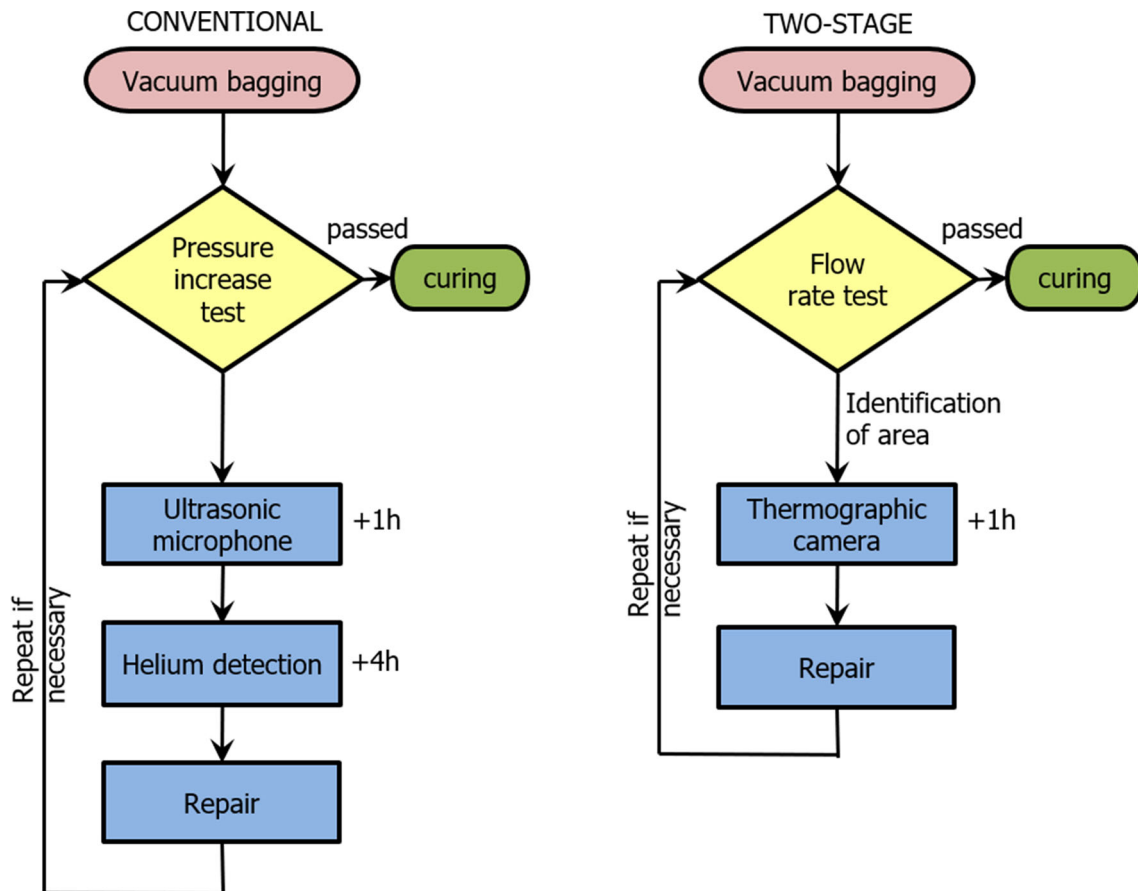 CONVENTIONAL
Vacuum bagging
Pressure
increase
test
passed
curing
Ultrasonic
microphone
+1h
Helium detection
+4h
Repair
Repeat if
necessary
TWO-STAGE
Vacuum bagging
Flow
rate test
passed
curing
Identification
of area
Thermographic
camera
+1h
Repair
Repeat if
necessary